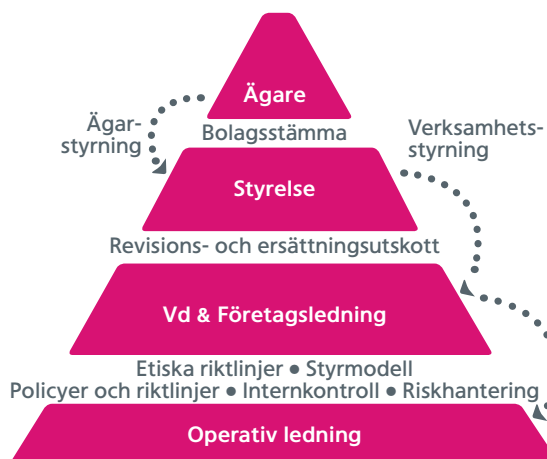 Ägare
Ägar-
styrning
Bolagsstämma
Verksamhets-
styrning
Styrelse
Revisions- och ersättningsutskott
Vd & Företagsledning
Etiska riktlinjer ● Styrmodell
Policyer och riktlinjer ● Internkontroll ● Riskhantering
Operativ ledning